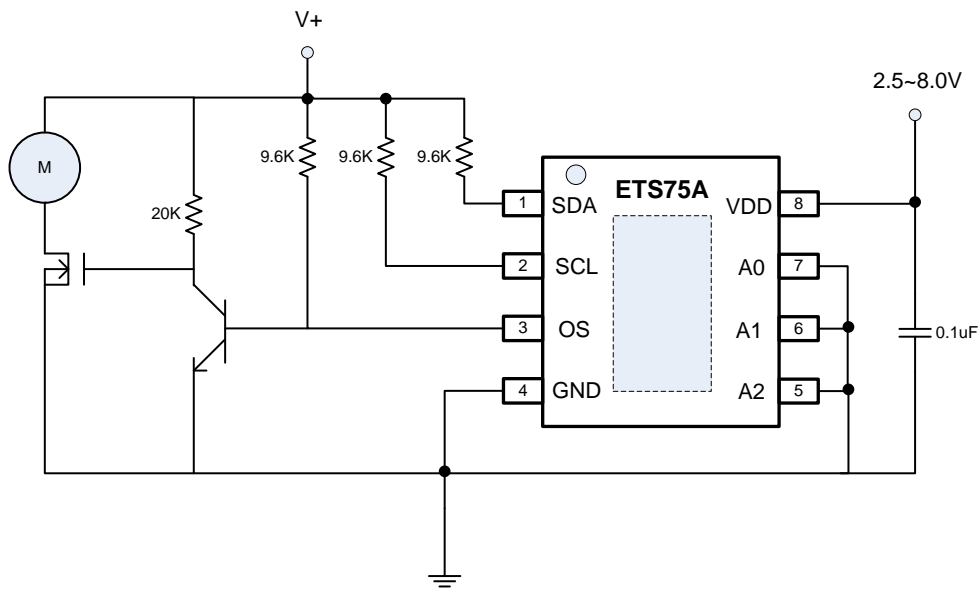 V+
2.5~8.0V
M
9.6K
9.6K
9.6K
20K
ETS75A
1 SDA
VDD 8
2 SCL
A0 7
3 OS
A1 6
4 GND
A2 5
0.1uF